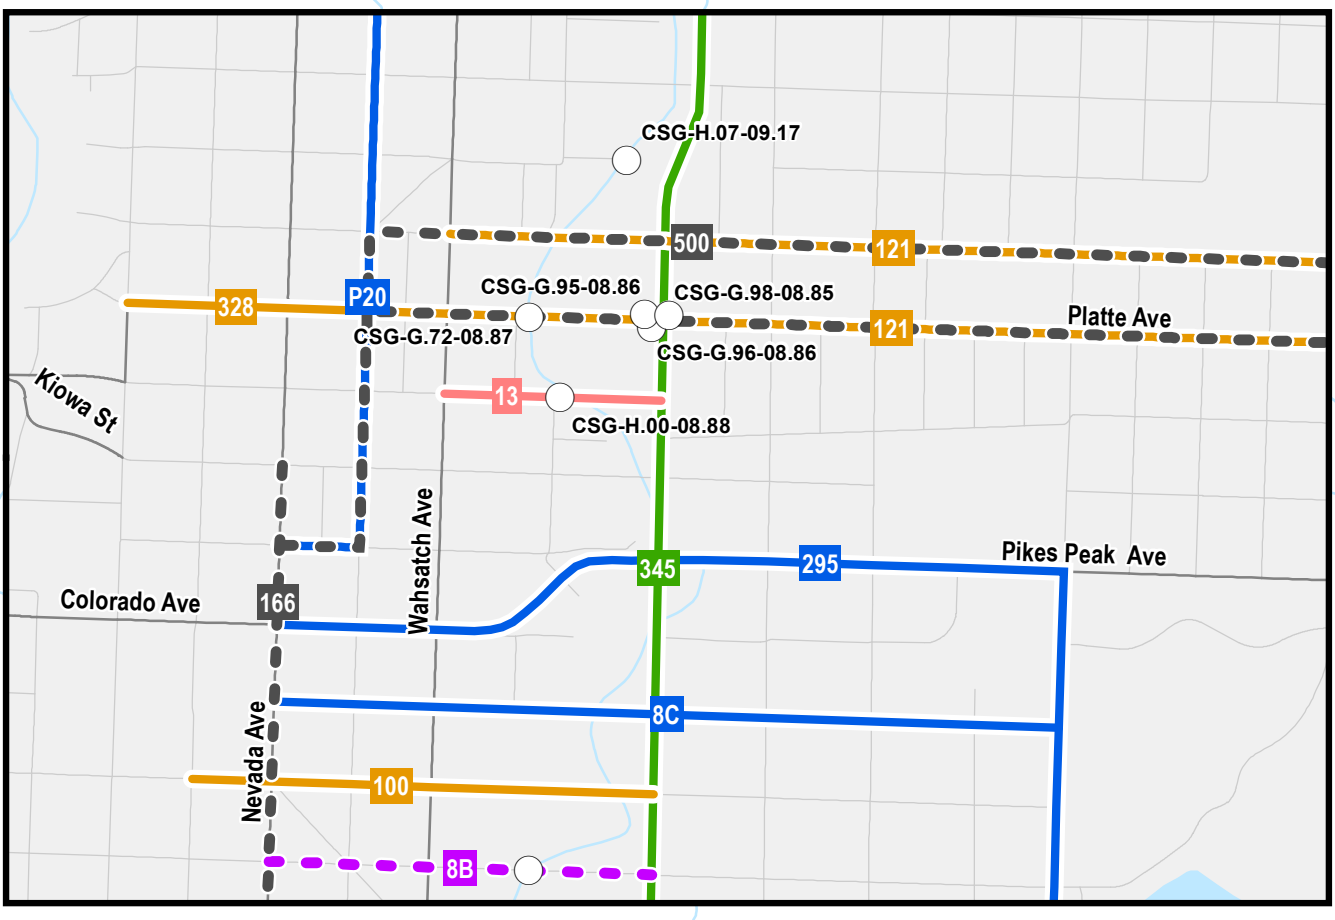 CSG-H.07-09.17
500
121
CSG-G.95-08.86
CSG-G.98-08.85
P20
328
Platte Ave
121
CSG-G.72-08.87
CSG-G.96-08.86
Kiowa St
13
CSG-H.00-08.88
Wahsatch Ave
Pikes Peak Ave
295
345
Colorado Ave
166
8C
Nevada Ave
100
8B